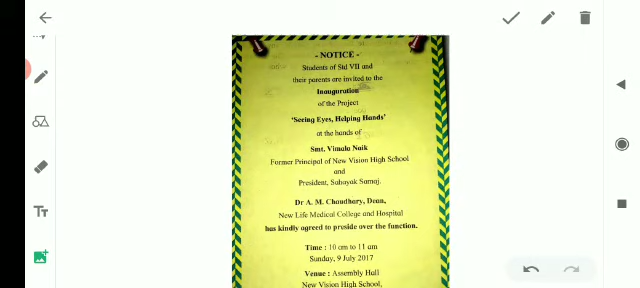 - NOTICE -
Students of Std VII and
their parents are invited to the
Inauguration
of the Project
'Seeing Eyes, Helping Hands'
at the hands of
Smt. Vimala Naik
Former Principal of New Vision High School
and
President, Sahayak Samaj.
Dr A. M. Choudhary, Dean,
New Life Medical College and Hospital
has kindly agreed to preside over the function.
Time : 10 am to 11 am
Sunday, 9 July 2017
Venue : Assembly Hall
New Vision High School,
Tт